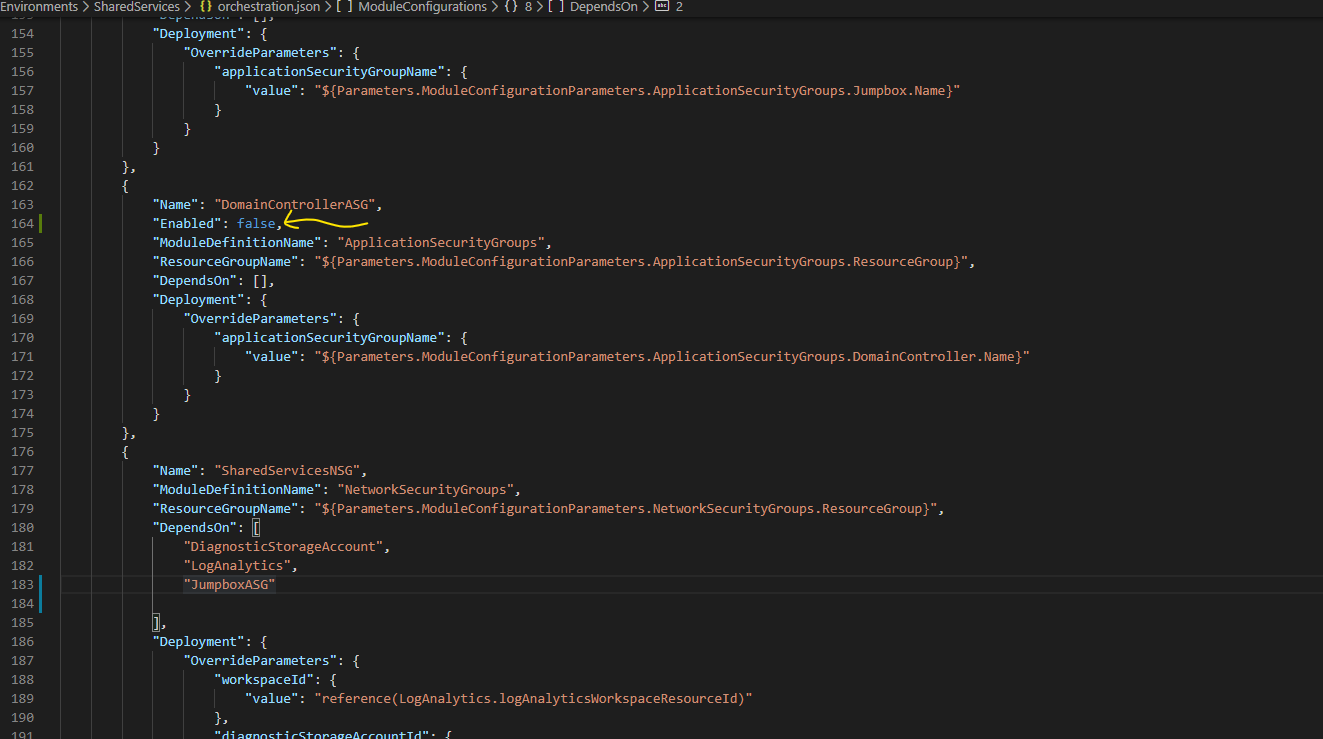 Environments > SharedServices > {} orchestration.json > [ ] ModuleConfigurations > {} 8 > [ ] DependsOn > abc 2
153 "DependsOn": [],
154 "Deployment": {
155 "OverrideParameters": {
156 "applicationSecurityGroupName": {
157 "value": "${Parameters.ModuleConfigurationParameters.ApplicationSecurityGroups.Jumpbox.Name}"
158 }
159 }
160 }
161 },
162 {
163 "Name": "DomainControllerASG",
164 "Enabled": false,
165 "ModuleDefinitionName": "ApplicationSecurityGroups",
166 "ResourceGroupName": "${Parameters.ModuleConfigurationParameters.ApplicationSecurityGroups.ResourceGroup}",
167 "DependsOn": [],
168 "Deployment": {
169 "OverrideParameters": {
170 "applicationSecurityGroupName": {
171 "value": "${Parameters.ModuleConfigurationParameters.ApplicationSecurityGroups.DomainController.Name}"
172 }
173 }
174 }
175 },
176 {
177 "Name": "SharedServicesNSG",
178 "ModuleDefinitionName": "NetworkSecurityGroups",
179 "ResourceGroupName": "${Parameters.ModuleConfigurationParameters.NetworkSecurityGroups.ResourceGroup}",
180 "DependsOn": [
181 "DiagnosticStorageAccount",
182 "LogAnalytics",
183 "JumpboxASG"
184
185 ],
186 "Deployment": {
187 "OverrideParameters": {
188 "workspaceId": {
189 "value": "reference(LogAnalytics.logAnalyticsWorkspaceResourceId)"
190 },
191 "diagnosticStorageAccountId": {